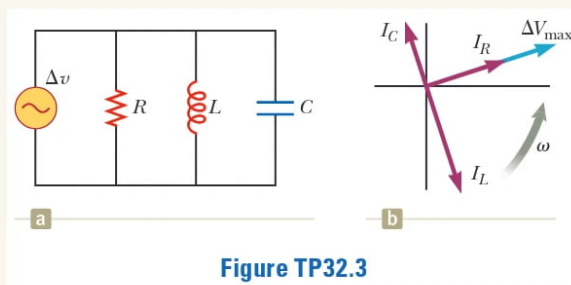 Δv
R
L
C
a
I_C
I_R
ΔV_max
ω
I_L
b
Figure TP32.3